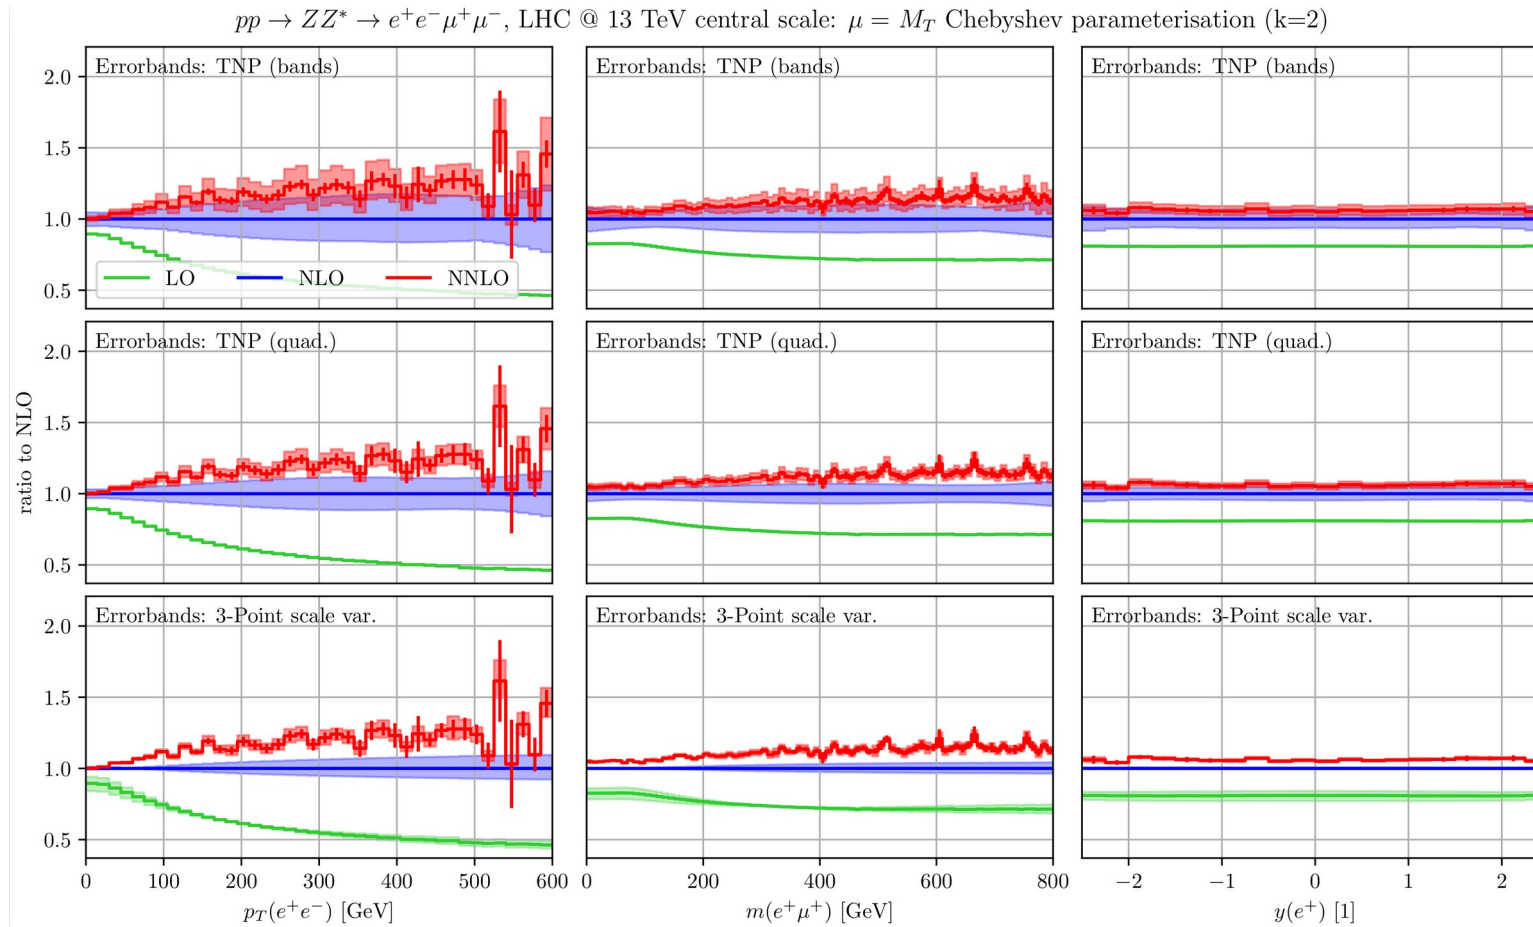 pp → ZZ* → e⁺e⁻μ⁺μ⁻, LHC @ 13 TeV central scale: μ = M_T Chebyshev parameterisation (k=2)
Errorbands: TNP (bands)
Errorbands: TNP (bands)
Errorbands: TNP (bands)
2.0
1.5
1.0
0.5
LO
NLO
NNLO
Errorbands: TNP (quad.)
Errorbands: TNP (quad.)
Errorbands: TNP (quad.)
2.0
1.5
1.0
0.5
ratio to NLO
Errorbands: 3-Point scale var.
Errorbands: 3-Point scale var.
Errorbands: 3-Point scale var.
2.0
1.5
1.0
0.5
0 100 200 300 400 500 600
0 200 400 600 800
−2 −1 0 1 2
p_T(e⁺e⁻) [GeV]
m(e⁺μ⁺) [GeV]
y(e⁺) [1]